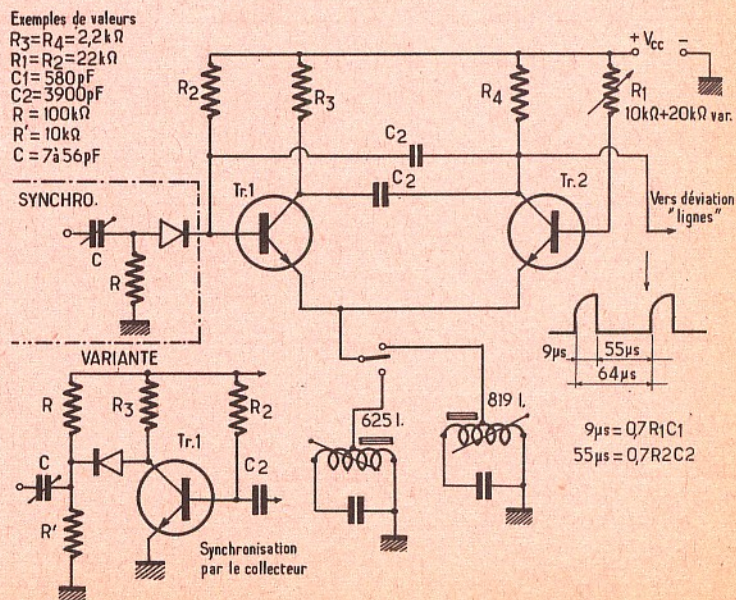 Exemples de valeurs
R3=R4=2,2kΩ
R1=R2=22kΩ
C1=580pF
C2=3900pF
R=100kΩ
R'=10kΩ
C=7à56pF
+ Vcc -
R2
R3
R4
R1
10kΩ+20kΩ var.
C2
C2
SYNCHRO.
Tr.1
Tr.2
Vers déviation
"lignes"
C
R
VARIANTE
9µs
55µs
64µs
R
R3
R2
625 l.
819 l.
Tr.1
9µs=0,7R1C1
55µs=0,7R2C2
C
C2
R'
Synchronisation
par le collecteur